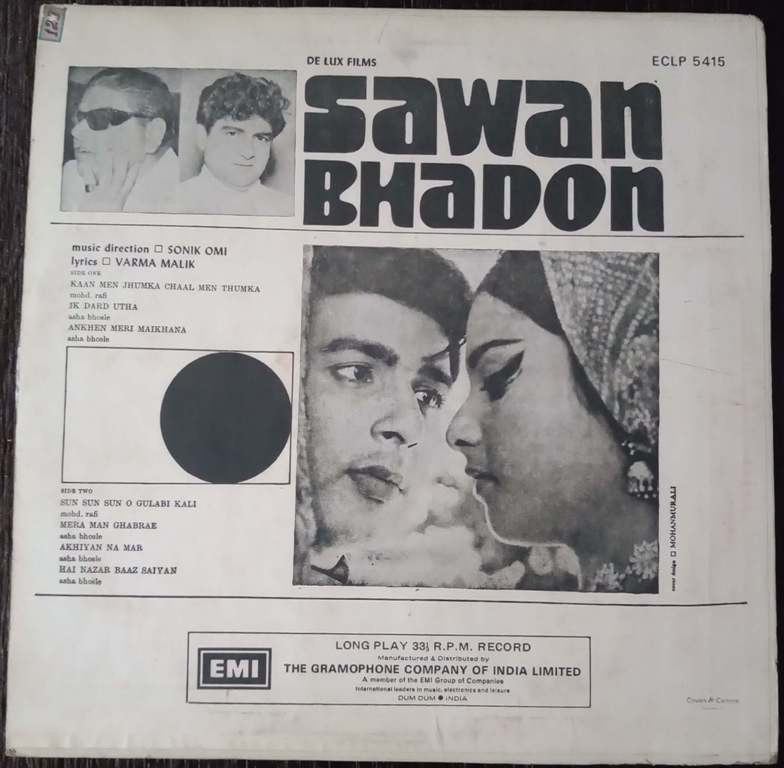 127
DE LUX FILMS
ECLP 5415
SAWAN
BHADON
music direction □ SONIK OMI
lyrics □ VARMA MALIK
SIDE ONE
KAAN MEN JHUMKA CHAAL MEN THUMKA
mohd. rafi
IK DARD UTHA
asha bhosle
ANKHEN MERI MAIKHANA
asha bhosle
SIDE TWO
SUN SUN SUN O GULABI KALI
mohd. rafi
MERA MAN GHABRAE
asha bhosle
AKHIYAN NA MAR
asha bhosle
HAI NAZAR BAAZ SAIYAN
asha bhosle
cover design □ MOHANMURALI
EMI
LONG PLAY 33⅓ R.P.M. RECORD
Manufactured & Distributed by
THE GRAMOPHONE COMPANY OF INDIA LIMITED
A member of the EMI Group of Companies
International leaders in music, electronics and leisure
DUM DUM ● INDIA